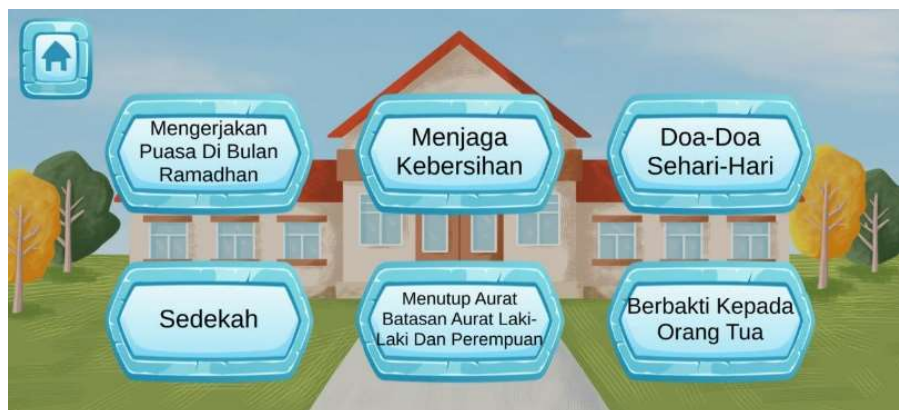 Mengerjakan
Puasa Di Bulan
Ramadhan
Menjaga
Kebersihan
Doa-Doa
Sehari-Hari
Sedekah
Menutup Aurat
Batasan Aurat Laki-
Laki Dan Perempuan
Berbakti Kepada
Orang Tua